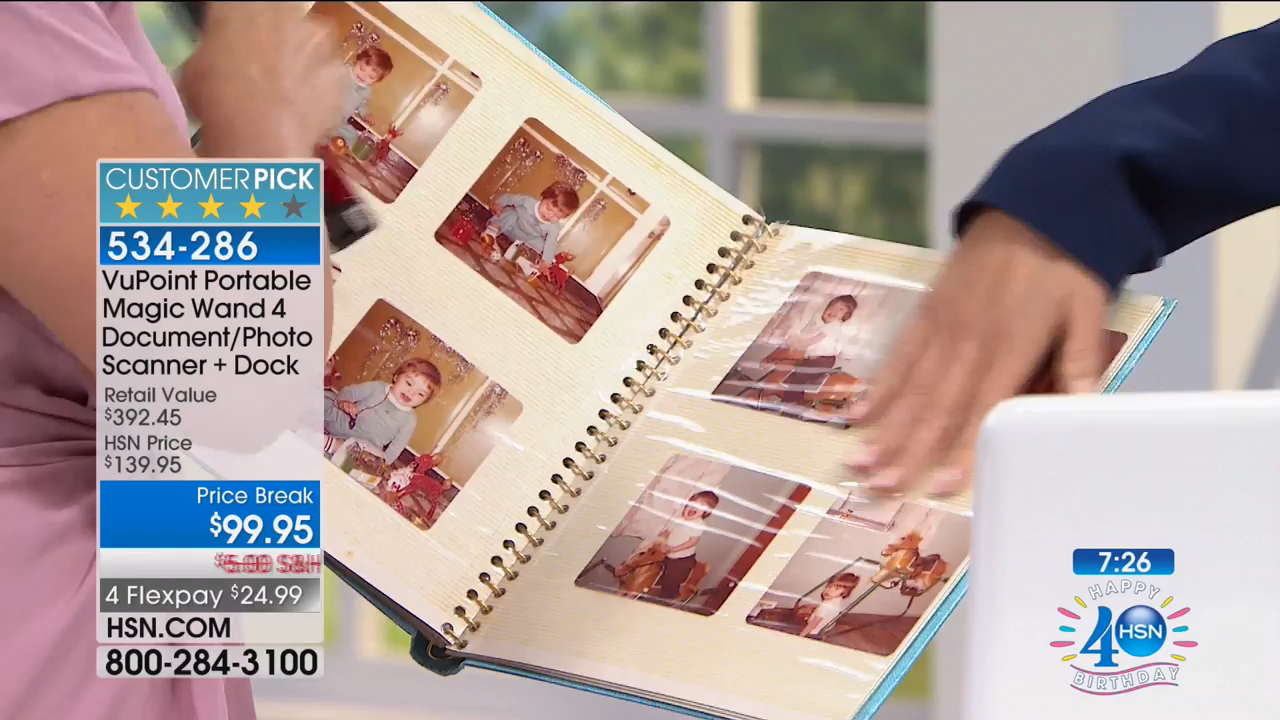 CUSTOMER PICK
534-286
VuPoint Portable
Magic Wand 4
Document/Photo
Scanner + Dock
Retail Value
$392.45
HSN Price
$139.95
Price Break
$99.95
$5.00 S&H
4 Flexpay $24.99
HSN.COM
800-284-3100
7:26
HAPPY
40
HSN
BIRTHDAY